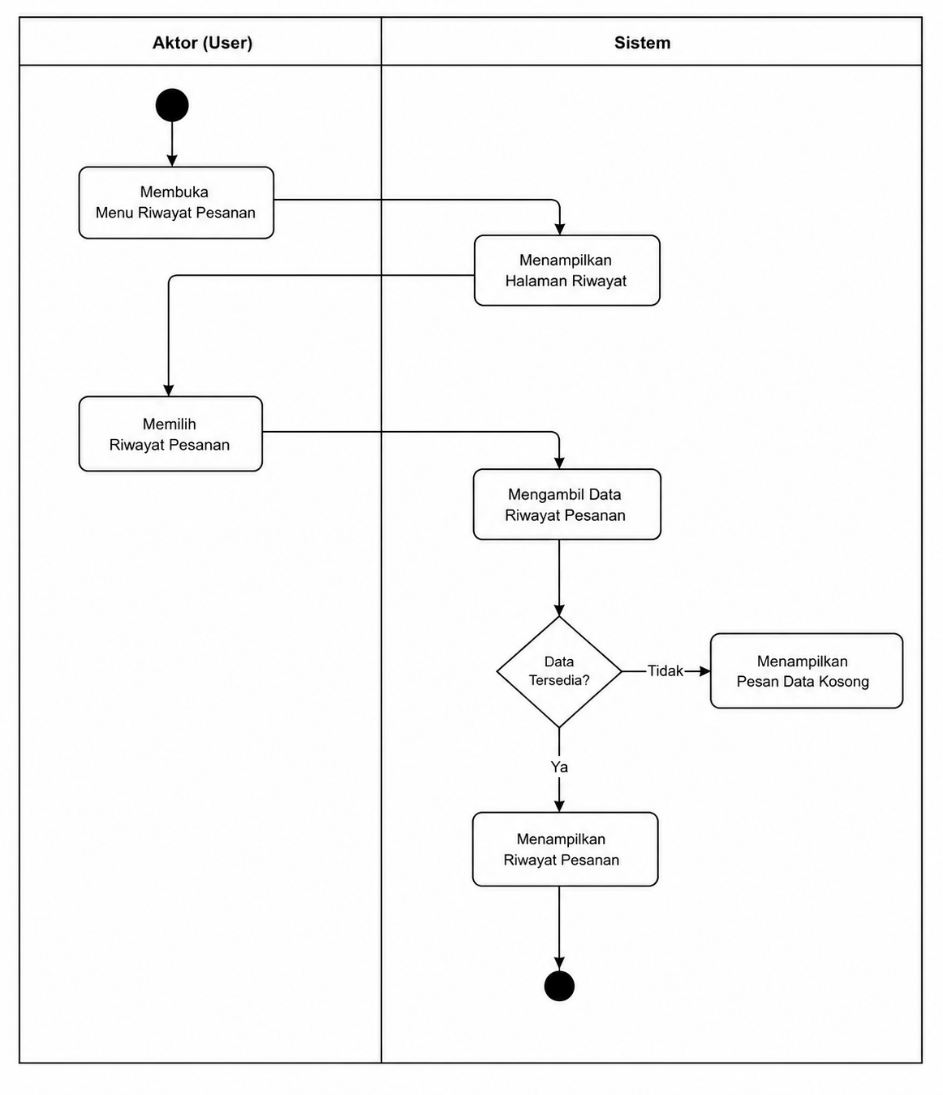 Aktor (User)
Sistem
Membuka
Menu Riwayat Pesanan
Menampilkan
Halaman Riwayat
Memilih
Riwayat Pesanan
Mengambil Data
Riwayat Pesanan
Data
Tersedia?
Tidak
Menampilkan
Pesan Data Kosong
Ya
Menampilkan
Riwayat Pesanan